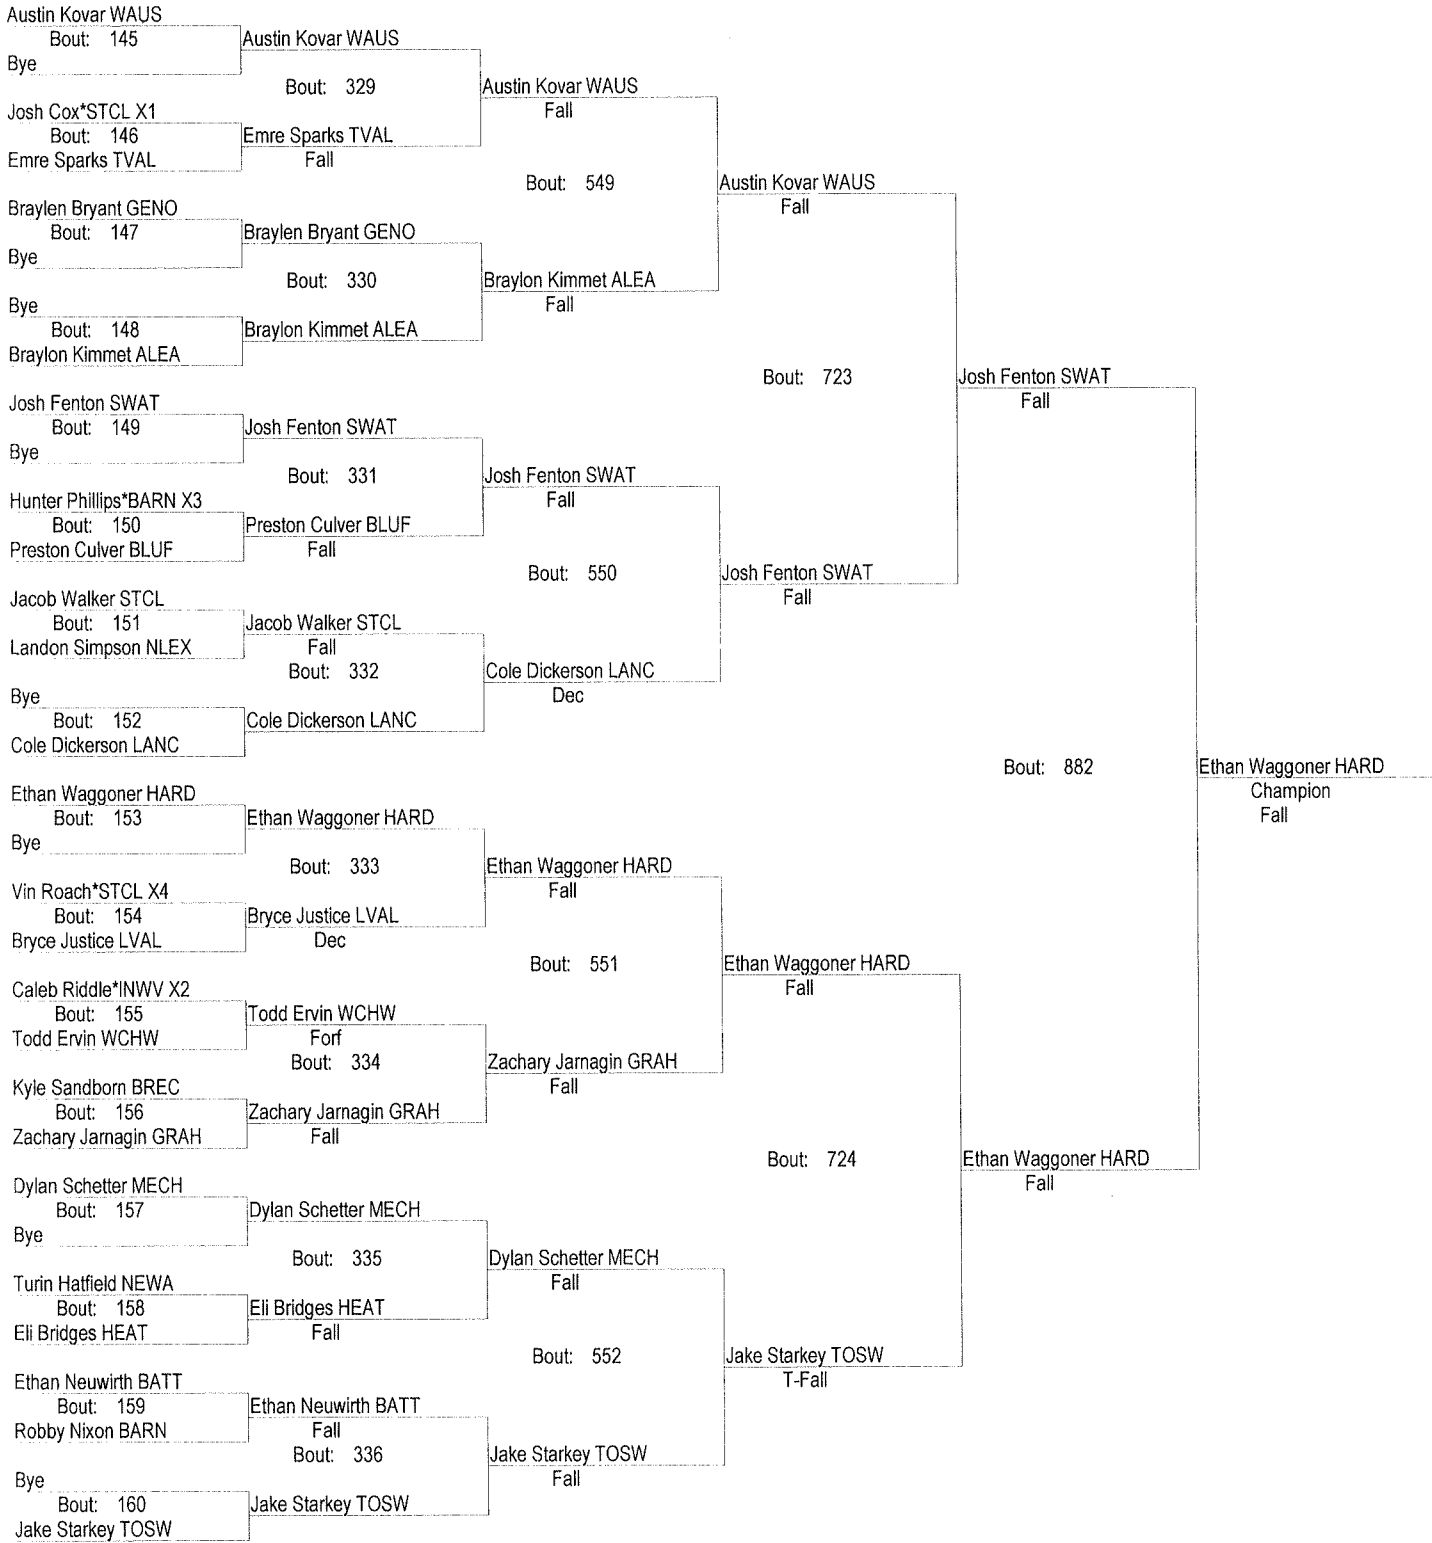 Austin Kovar WAUS
Bout: 145
Bye
Austin Kovar WAUS
Bout: 329
Josh Cox*STCL X1
Bout: 146
Emre Sparks TVAL
Emre Sparks TVAL
Fall
Austin Kovar WAUS
Fall
Bout: 549
Braylen Bryant GENO
Bout: 147
Bye
Braylen Bryant GENO
Bout: 330
Bye
Bout: 148
Braylon Kimmet ALEA
Braylon Kimmet ALEA
Braylon Kimmet ALEA
Fall
Austin Kovar WAUS
Fall
Bout: 723
Josh Fenton SWAT
Bout: 149
Bye
Josh Fenton SWAT
Bout: 331
Hunter Phillips*BARN X3
Bout: 150
Preston Culver BLUF
Preston Culver BLUF
Fall
Josh Fenton SWAT
Fall
Bout: 550
Jacob Walker STCL
Bout: 151
Landon Simpson NLEX
Jacob Walker STCL
Fall
Bout: 332
Bye
Bout: 152
Cole Dickerson LANC
Cole Dickerson LANC
Cole Dickerson LANC
Dec
Josh Fenton SWAT
Fall
Josh Fenton SWAT
Fall
Bout: 882
Ethan Waggoner HARD
Champion
Fall
Ethan Waggoner HARD
Bout: 153
Bye
Ethan Waggoner HARD
Bout: 333
Vin Roach*STCL X4
Bout: 154
Bryce Justice LVAL
Bryce Justice LVAL
Dec
Ethan Waggoner HARD
Fall
Bout: 551
Caleb Riddle*INWV X2
Bout: 155
Todd Ervin WCHW
Todd Ervin WCHW
Forf
Bout: 334
Kyle Sandborn BREC
Bout: 156
Zachary Jarnagin GRAH
Zachary Jarnagin GRAH
Fall
Zachary Jarnagin GRAH
Fall
Ethan Waggoner HARD
Fall
Bout: 724
Ethan Waggoner HARD
Fall
Dylan Schetter MECH
Bout: 157
Bye
Dylan Schetter MECH
Bout: 335
Turin Hatfield NEWA
Bout: 158
Eli Bridges HEAT
Eli Bridges HEAT
Fall
Dylan Schetter MECH
Fall
Bout: 552
Jake Starkey TOSW
T-Fall
Ethan Neuwirth BATT
Bout: 159
Robby Nixon BARN
Ethan Neuwirth BATT
Fall
Bout: 336
Bye
Bout: 160
Jake Starkey TOSW
Jake Starkey TOSW
Jake Starkey TOSW
Fall